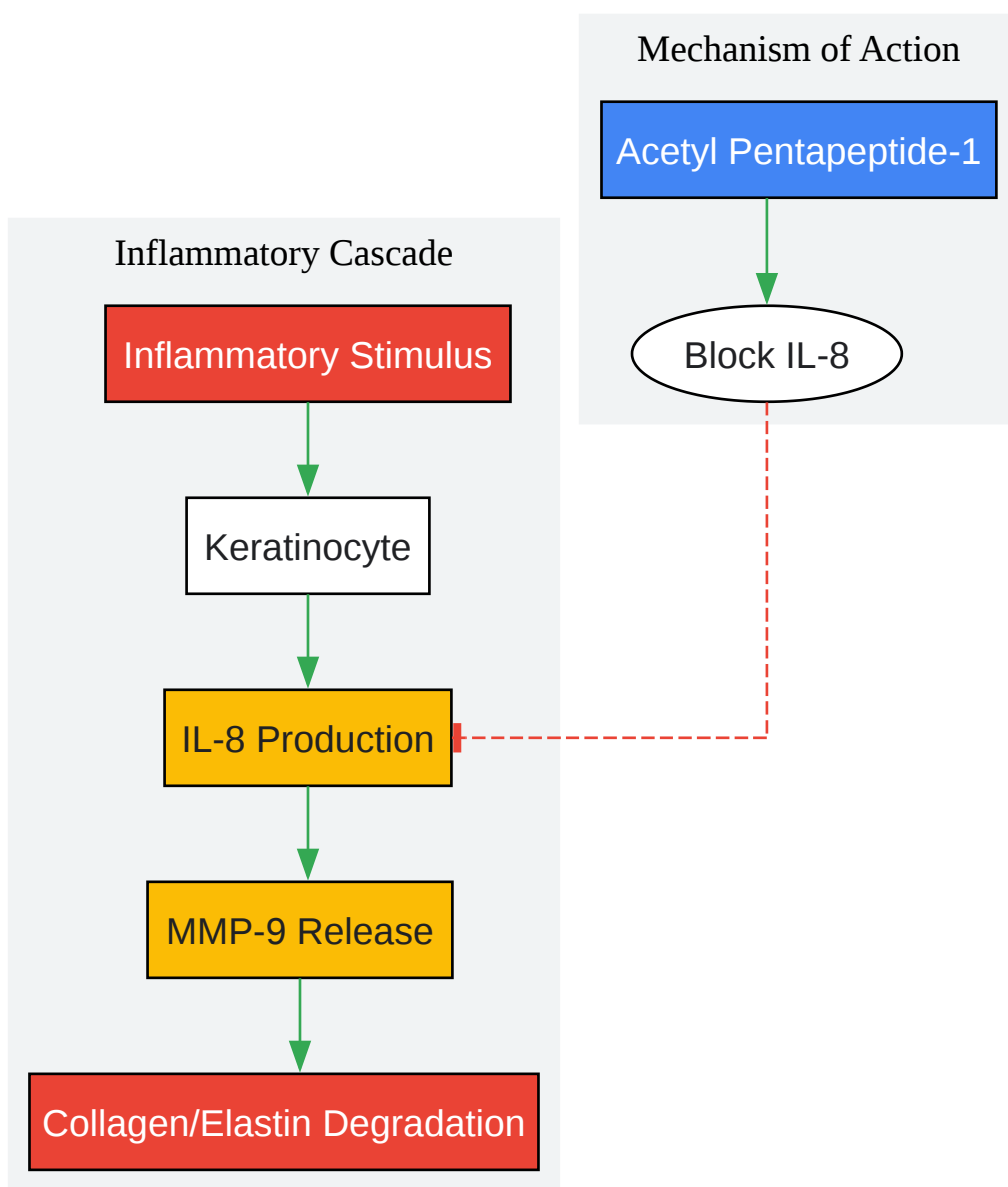 Mechanism of Action
Acetyl Pentapeptide-1
Block IL-8
Inflammatory Cascade
Inflammatory Stimulus
Keratinocyte
IL-8 Production
MMP-9 Release
Collagen/Elastin Degradation